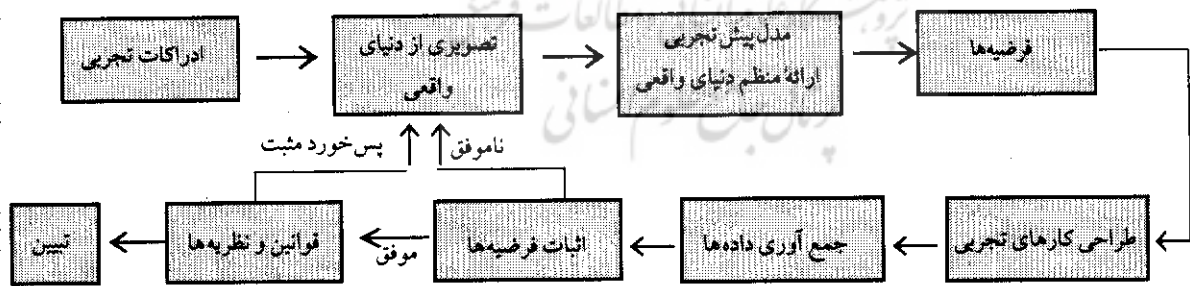 ادراکات تجربی
تصویری از دنیای
واقعی
مدل پیش تجربی
ارائهٔ منظم دنیای واقعی
فرضیه‌ها
پس‌خورد مثبت
ناموفق
طراحی کارهای تجربی
جمع آوری داده‌ها
اثبات فرضیه‌ها
موفق
قوانین و نظریه‌ها
تبیین